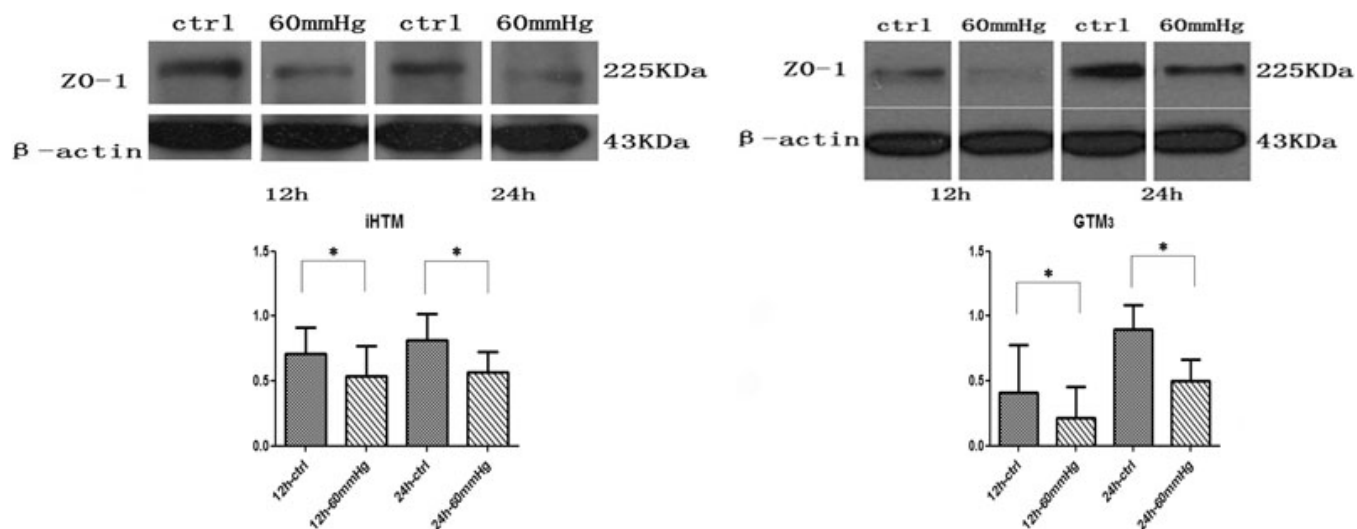 ctrl 60mmHg ctrl 60mmHg
ZO-1 225KDa
β-actin 43KDa
12h 24h
iHTM
1.5
*
*
1.0
0.5
0.0
12h-ctrl
12h-60mmHg
24h-ctrl
24h-60mmHg
ctrl 60mmHg ctrl 60mmHg
ZO-1 225KDa
β-actin 43KDa
12h 24h
GTM3
1.5
*
*
1.0
0.5
0.0
12h-ctrl
12h-60mmHg
24h-ctrl
24h-60mmHg